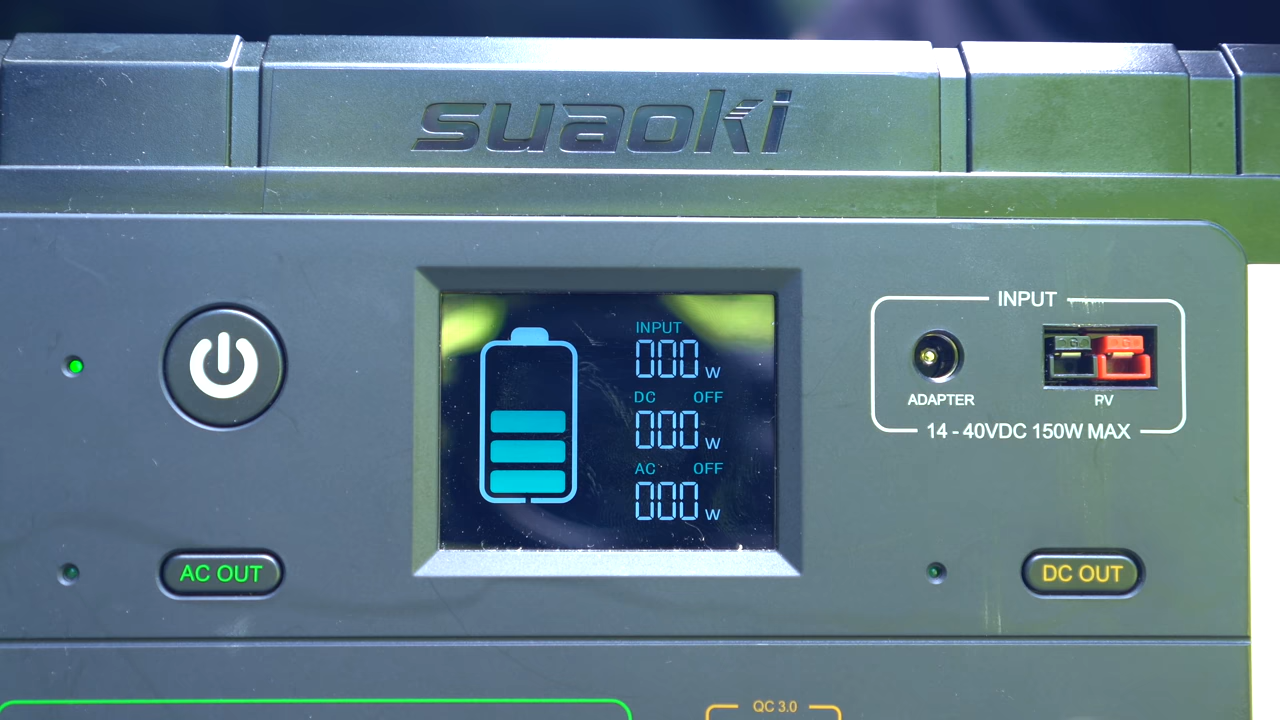 suaoki
INPUT
000 W
DC OFF
000 W
AC OFF
000 W
INPUT
ADAPTER
PV
14 - 40VDC 150W MAX
AC OUT
DC OUT
QC 3.0